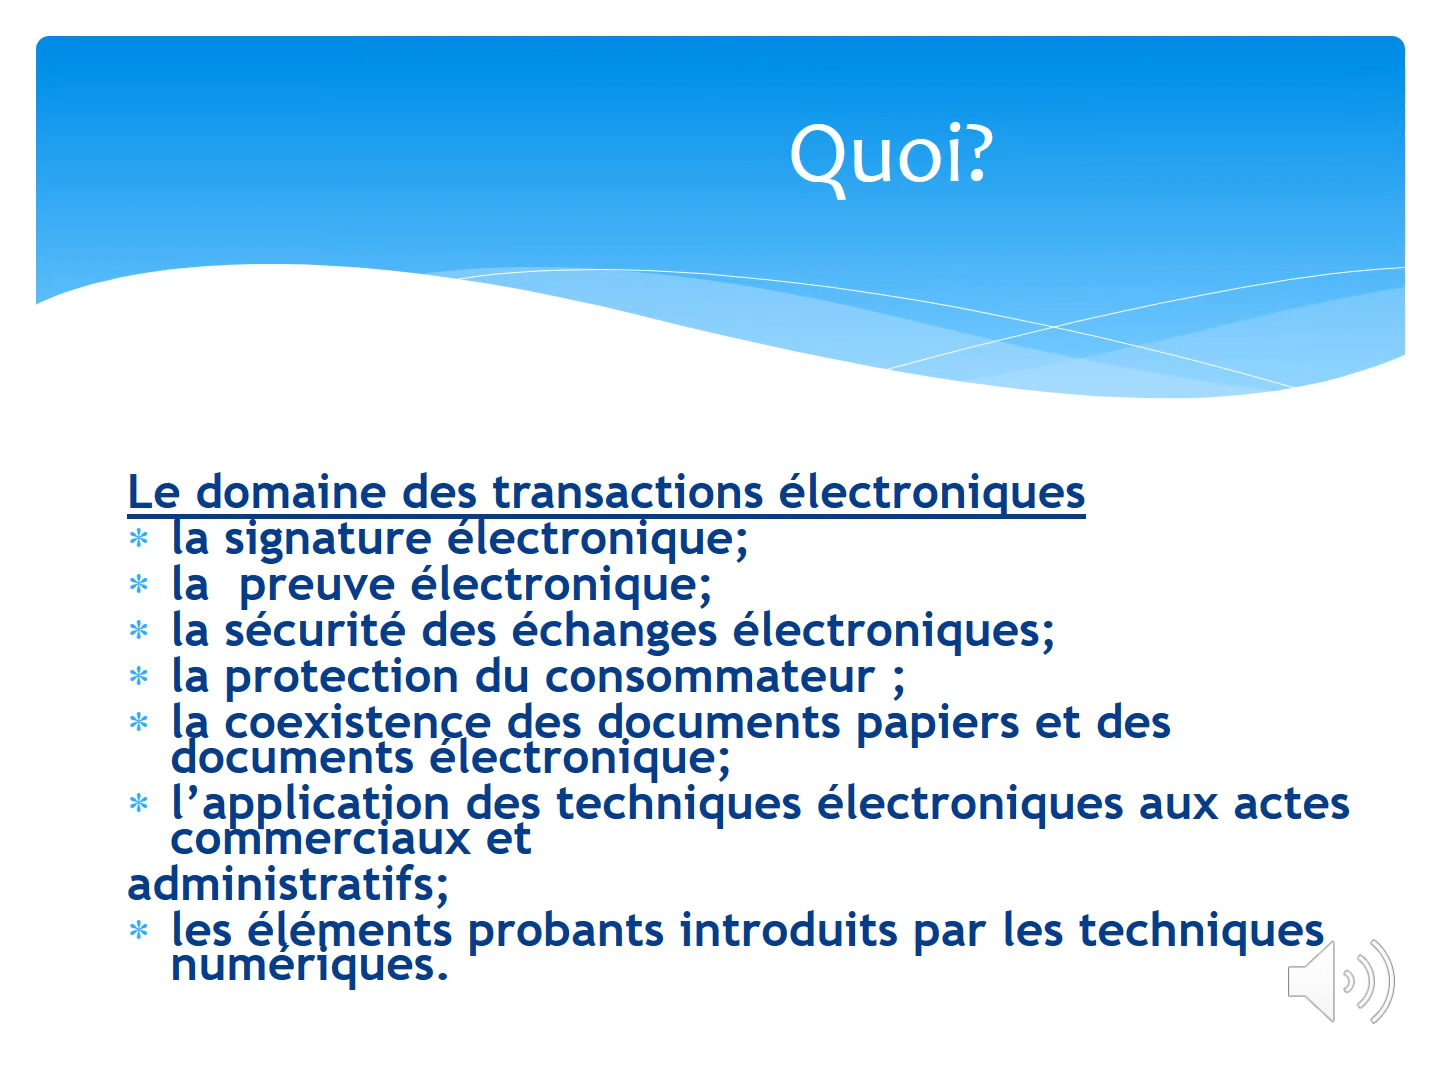 Quoi?
Le domaine des transactions électroniques
* la signature électronique;
* la  preuve électronique;
* la sécurité des échanges électroniques;
* la protection du consommateur ;
* la coexistence des documents papiers et des
documents électronique;
* l’application des techniques électroniques aux actes
commerciaux et
administratifs;
* les éléments probants introduits par les techniques
numériques.